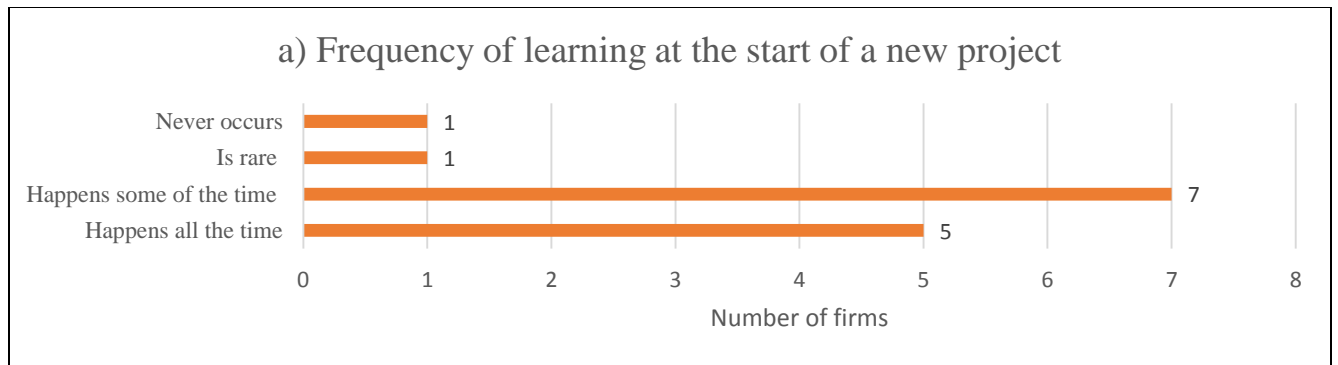 a) Frequency of learning at the start of a new project
Never occurs 1
Is rare 1
Happens some of the time 7
Happens all the time 5
0 1 2 3 4 5 6 7 8
Number of firms